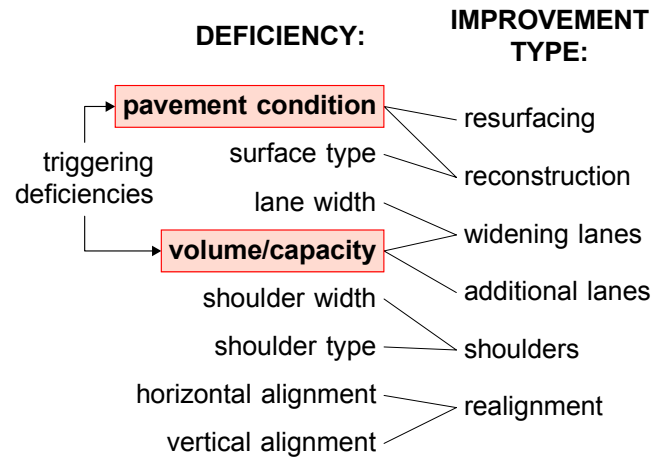 DEFICIENCY:
IMPROVEMENT
TYPE:
pavement condition
resurfacing
triggering
deficiencies
surface type
reconstruction
lane width
widening lanes
volume/capacity
additional lanes
shoulder width
shoulder type
shoulders
horizontal alignment
realignment
vertical alignment